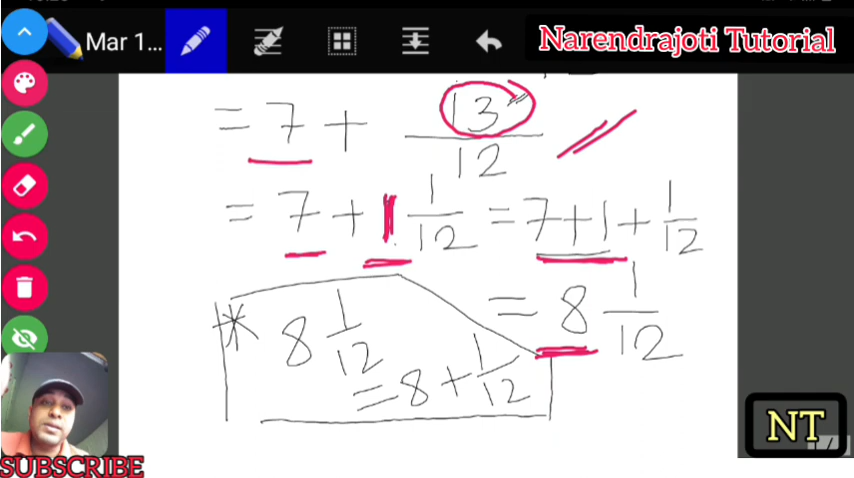 Mar 1...
Narendrajoti Tutorial
= 7 + 13/12
= 7 + 1 1/12 = 7+1 + 1/12
= 8 1/12
* 8 1/12
= 8 + 1/12
NT
SUBSCRIBE